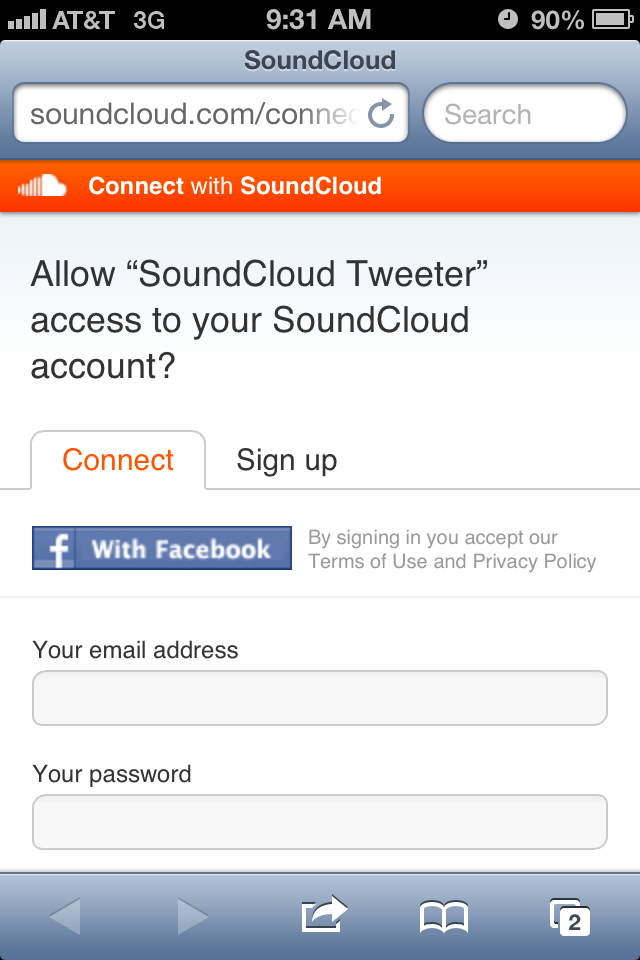 AT&T 3G 9:31 AM 90%
SoundCloud
soundcloud.com/connec Search
Connect with SoundCloud
Allow “SoundCloud Tweeter”
access to your SoundCloud
account?
Connect Sign up
f With Facebook
By signing in you accept our
Terms of Use and Privacy Policy
Your email address
Your password
2